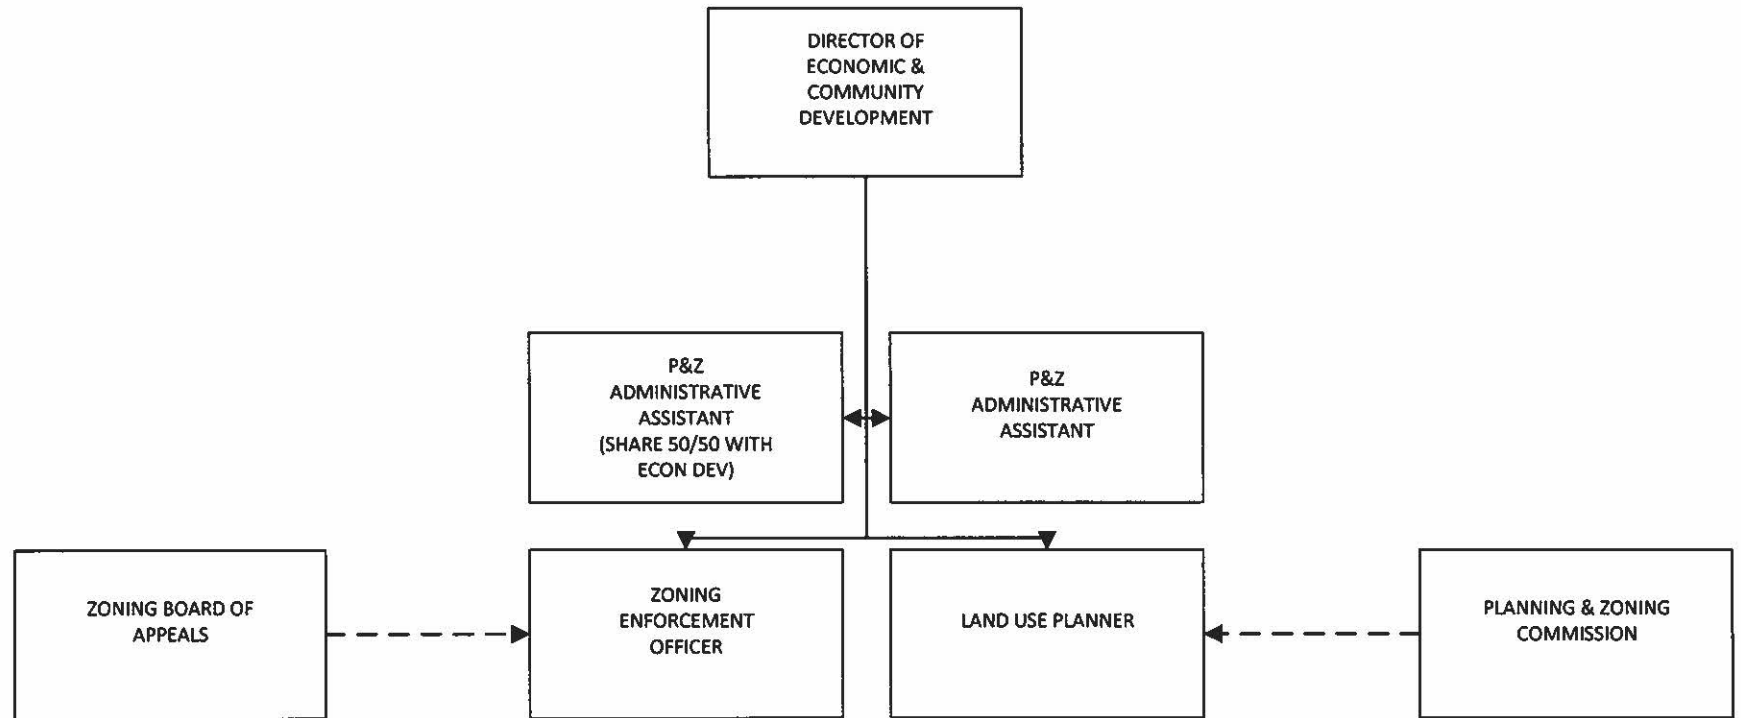 DIRECTOR OF
ECONOMIC &
COMMUNITY
DEVELOPMENT
P&Z
ADMINISTRATIVE
ASSISTANT
(SHARE 50/50 WITH
ECON DEV)
P&Z
ADMINISTRATIVE
ASSISTANT
ZONING BOARD OF
APPEALS
ZONING
ENFORCEMENT
OFFICER
LAND USE PLANNER
PLANNING & ZONING
COMMISSION